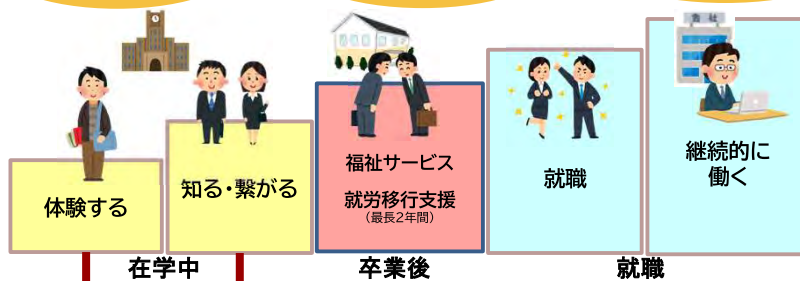 会社
体験する
知る・繋がる
福祉サービス
就労移行支援
（最長2年間）
就職
継続的に
働く
在学中
卒業後
就職